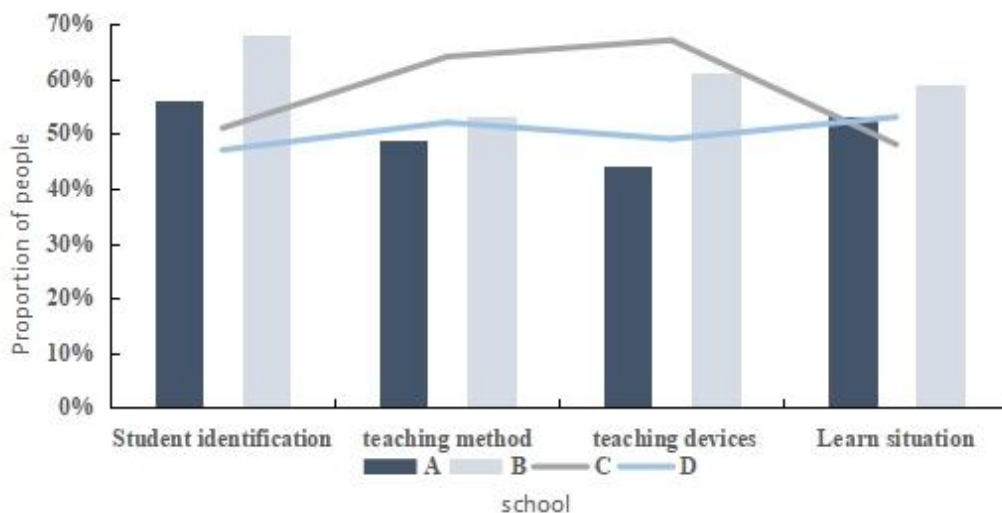 70%
60%
50%
40%
30%
20%
10%
0%
Proportion of people
Student identification teaching method teaching devices Learn situation
A B C D
school